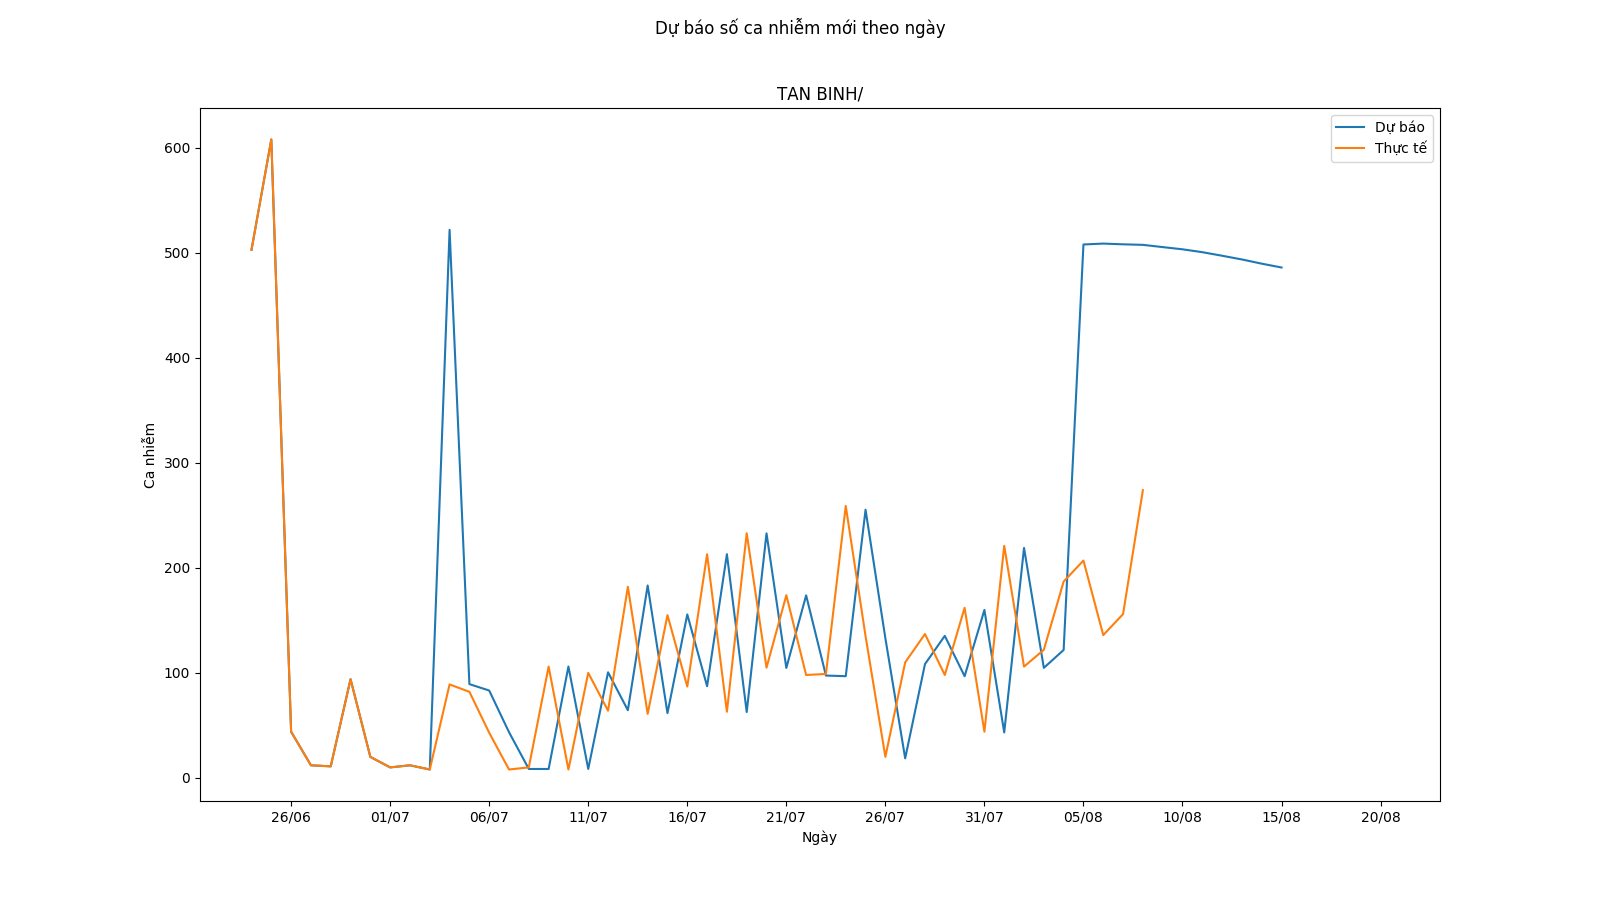 Dự báo số ca nhiễm mới theo ngày
TAN BINH/
Dự báo
Thực tế
600
500
400
300
200
100
0
Ca nhiễm
26/06 01/07 06/07 11/07 16/07 21/07 26/07 31/07 05/08 10/08 15/08 20/08
Ngày